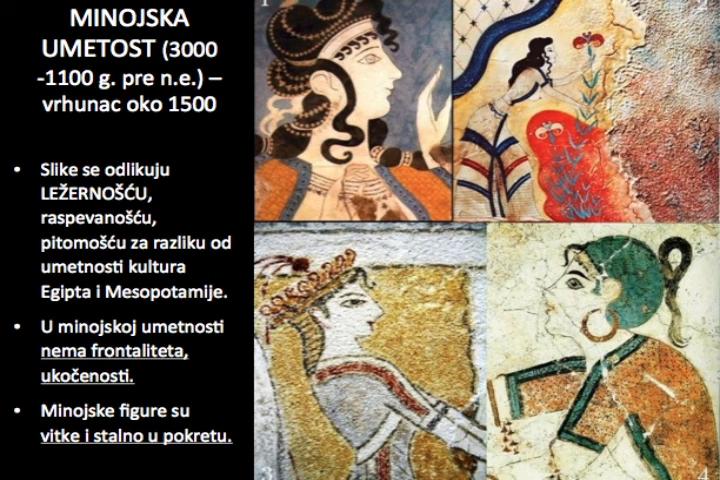 MINOJSKA
UMETOST (3000
-1100 g. pre n.e.) –
vrhunac oko 1500
• Slike se odlikuju
LEŽERNOŠĆU,
raspevanošću,
pitomošću za razliku od
umetnosti kultura
Egipta i Mesopotamije.
• U minojskoj umetnosti
nema frontaliteta,
ukočenosti.
• Minojske figure su
vitke i stalno u pokretu.
1
2
3
4